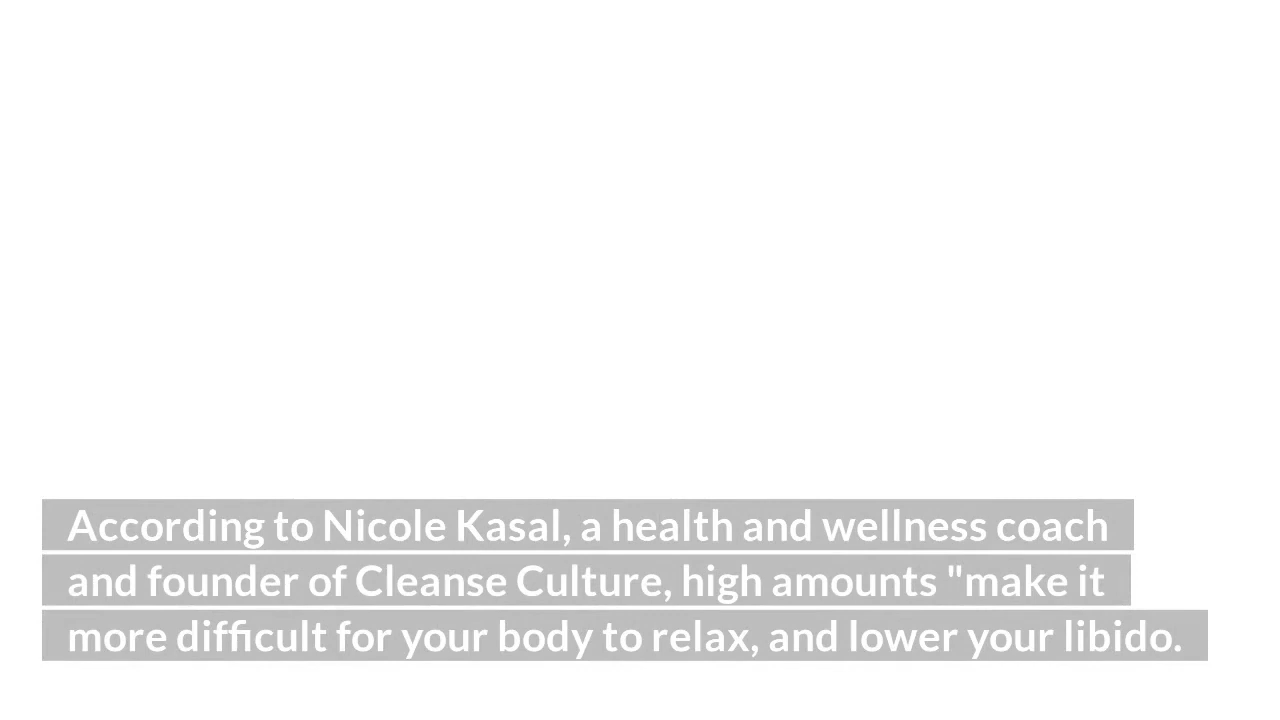 According to Nicole Kasal, a health and wellness coach
and founder of Cleanse Culture, high amounts "make it
more difficult for your body to relax, and lower your libido.